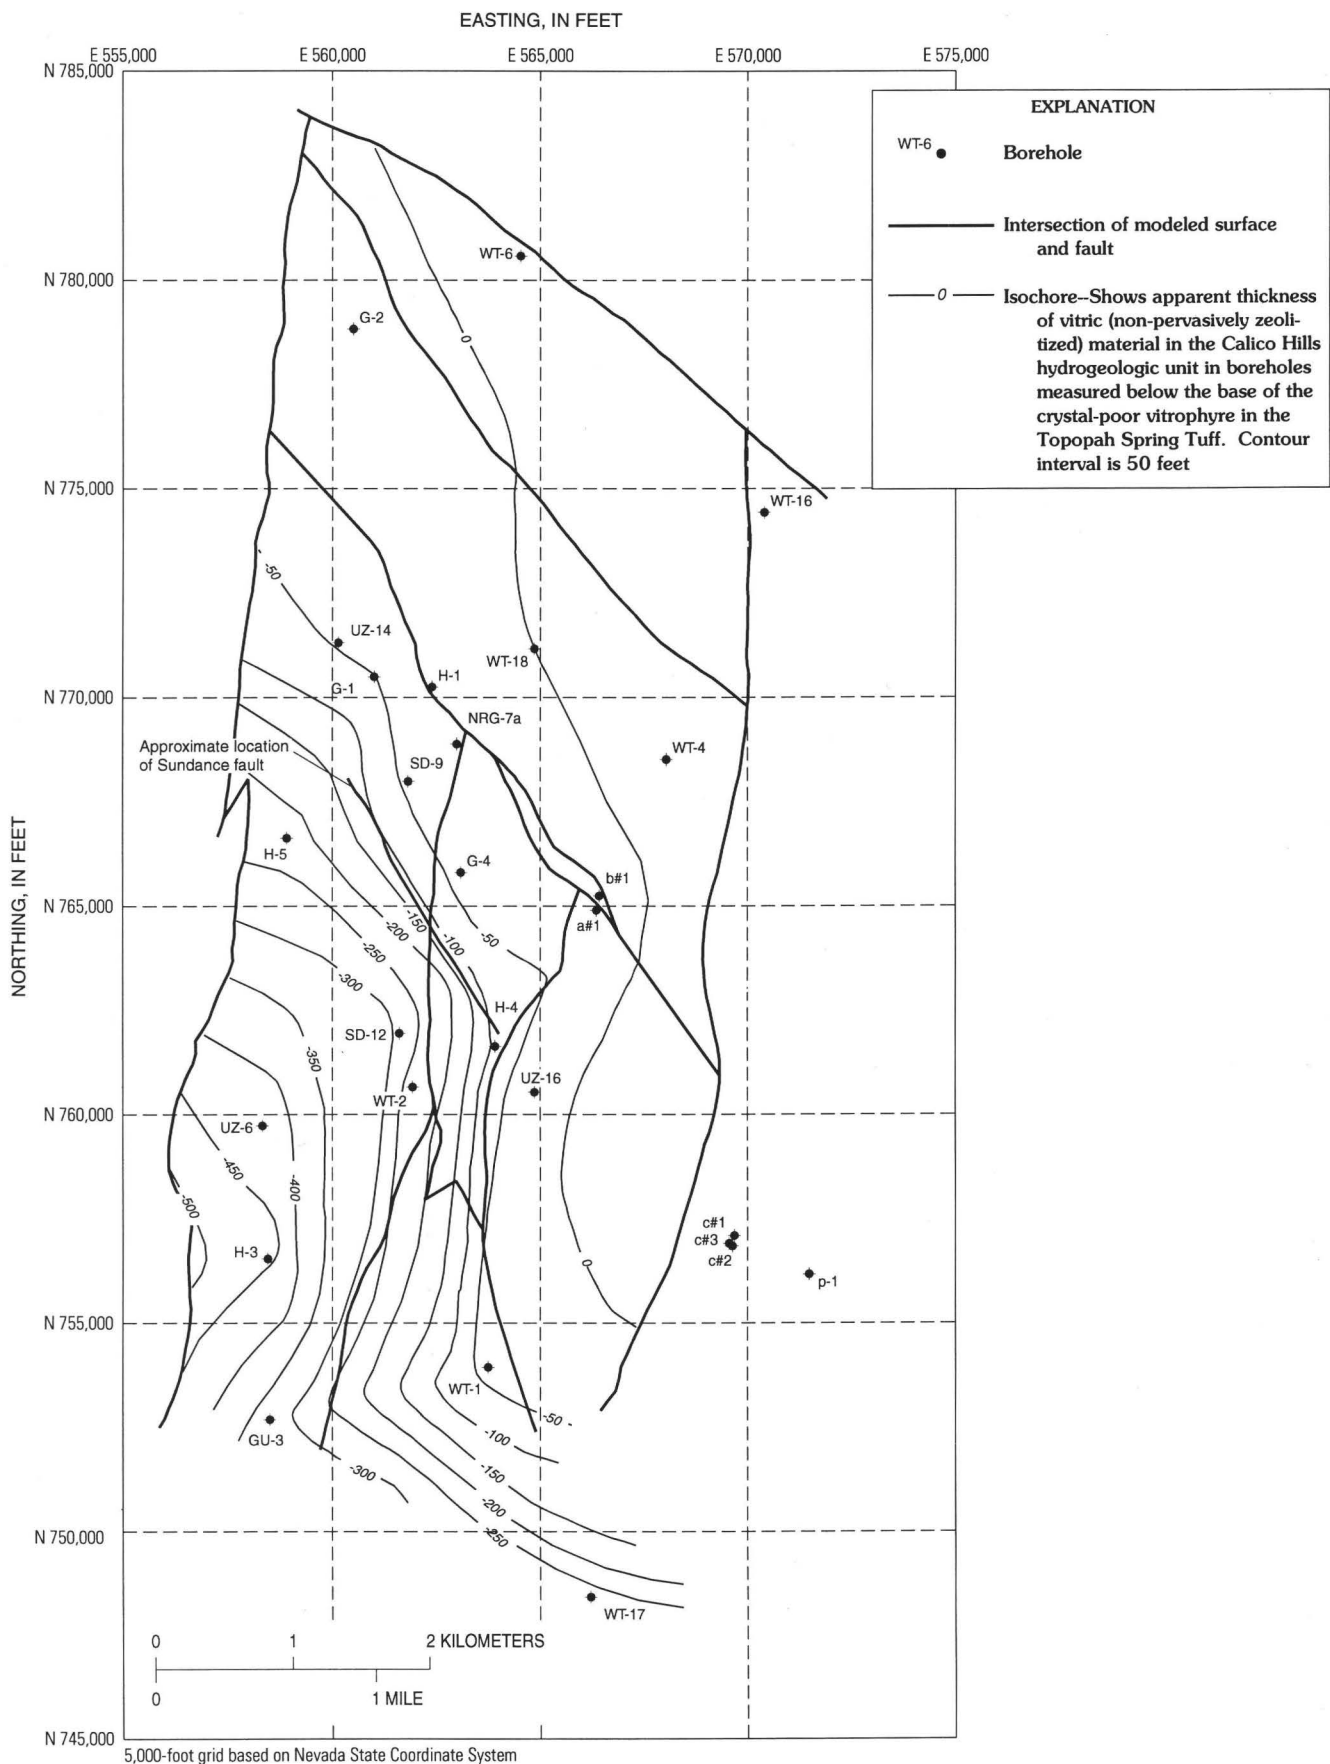 EASTING, IN FEET
E 555,000
E 560,000
E 565,000
E 570,000
E 575,000
N 785,000
EXPLANATION
WT-6
Borehole
Intersection of modeled surface
and fault
0
Isochore--Shows apparent thickness
of vitric (non-pervasively zeoli-
tized) material in the Calico Hills
hydrogeologic unit in boreholes
measured below the base of the
crystal-poor vitrophyre in the
Topopah Spring Tuff. Contour
interval is 50 feet
WT-6
N 780,000
G-2
0
N 775,000
WT-16
-50
UZ-14
WT-18
G-1
H-1
N 770,000
NRG-7a
Approximate location
of Sundance fault
WT-4
SD-9
NORTHING, IN FEET
H-5
G-4
b#1
N 765,000
a#1
-150
-200
-100
-50
-250
-300
H-4
SD-12
-350
UZ-16
WT-2
N 760,000
UZ-6
-450
-400
-500
c#1
c#3
c#2
H-3
0
p-1
N 755,000
WT-1
-50
GU-3
-100
-300
-150
-200
-250
N 750,000
WT-17
0
1
2 KILOMETERS
0
1 MILE
N 745,000
5,000-foot grid based on Nevada State Coordinate System